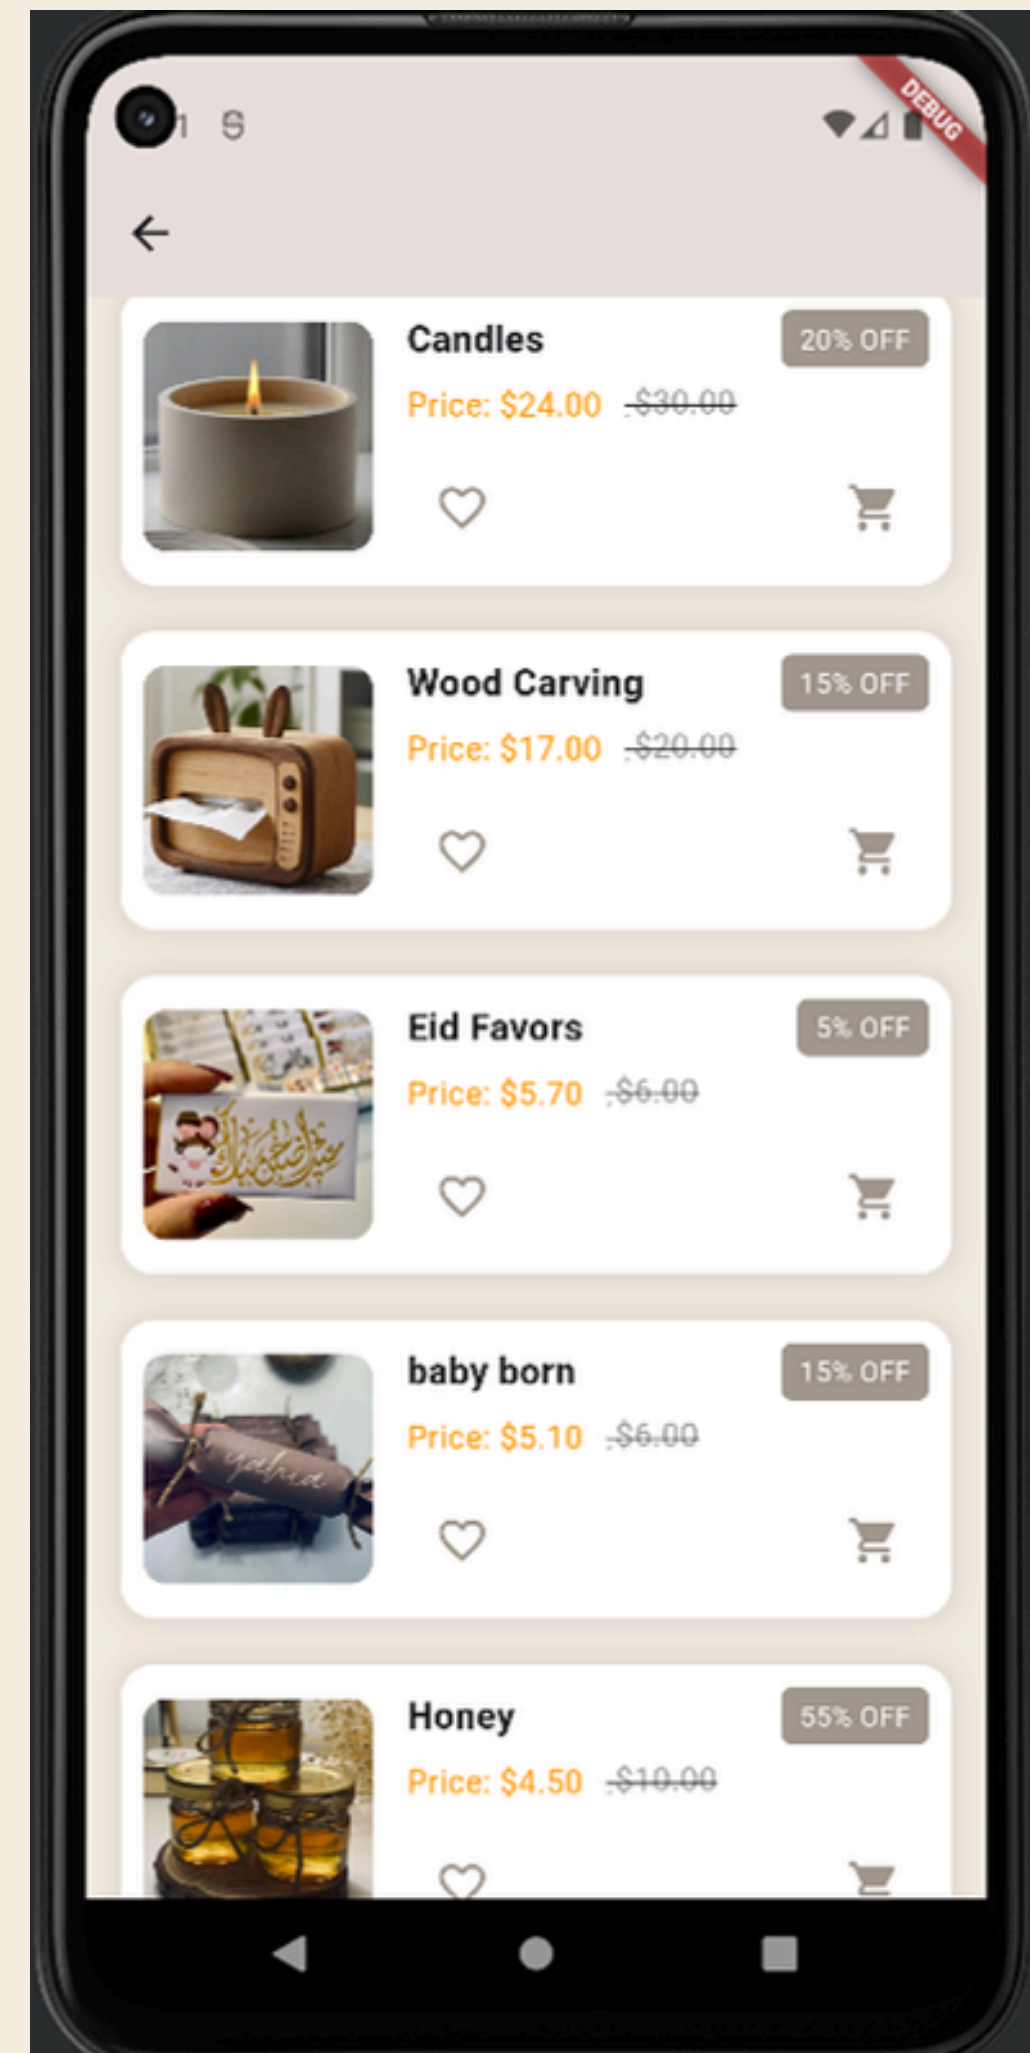 DEBUG
Candles
20% OFF
Price: $24.00 $30.00
Wood Carving
15% OFF
Price: $17.00 $20.00
Eid Favors
5% OFF
Price: $5.70 $6.00
baby born
15% OFF
Price: $5.10 $6.00
Honey
55% OFF
Price: $4.50 $10.00